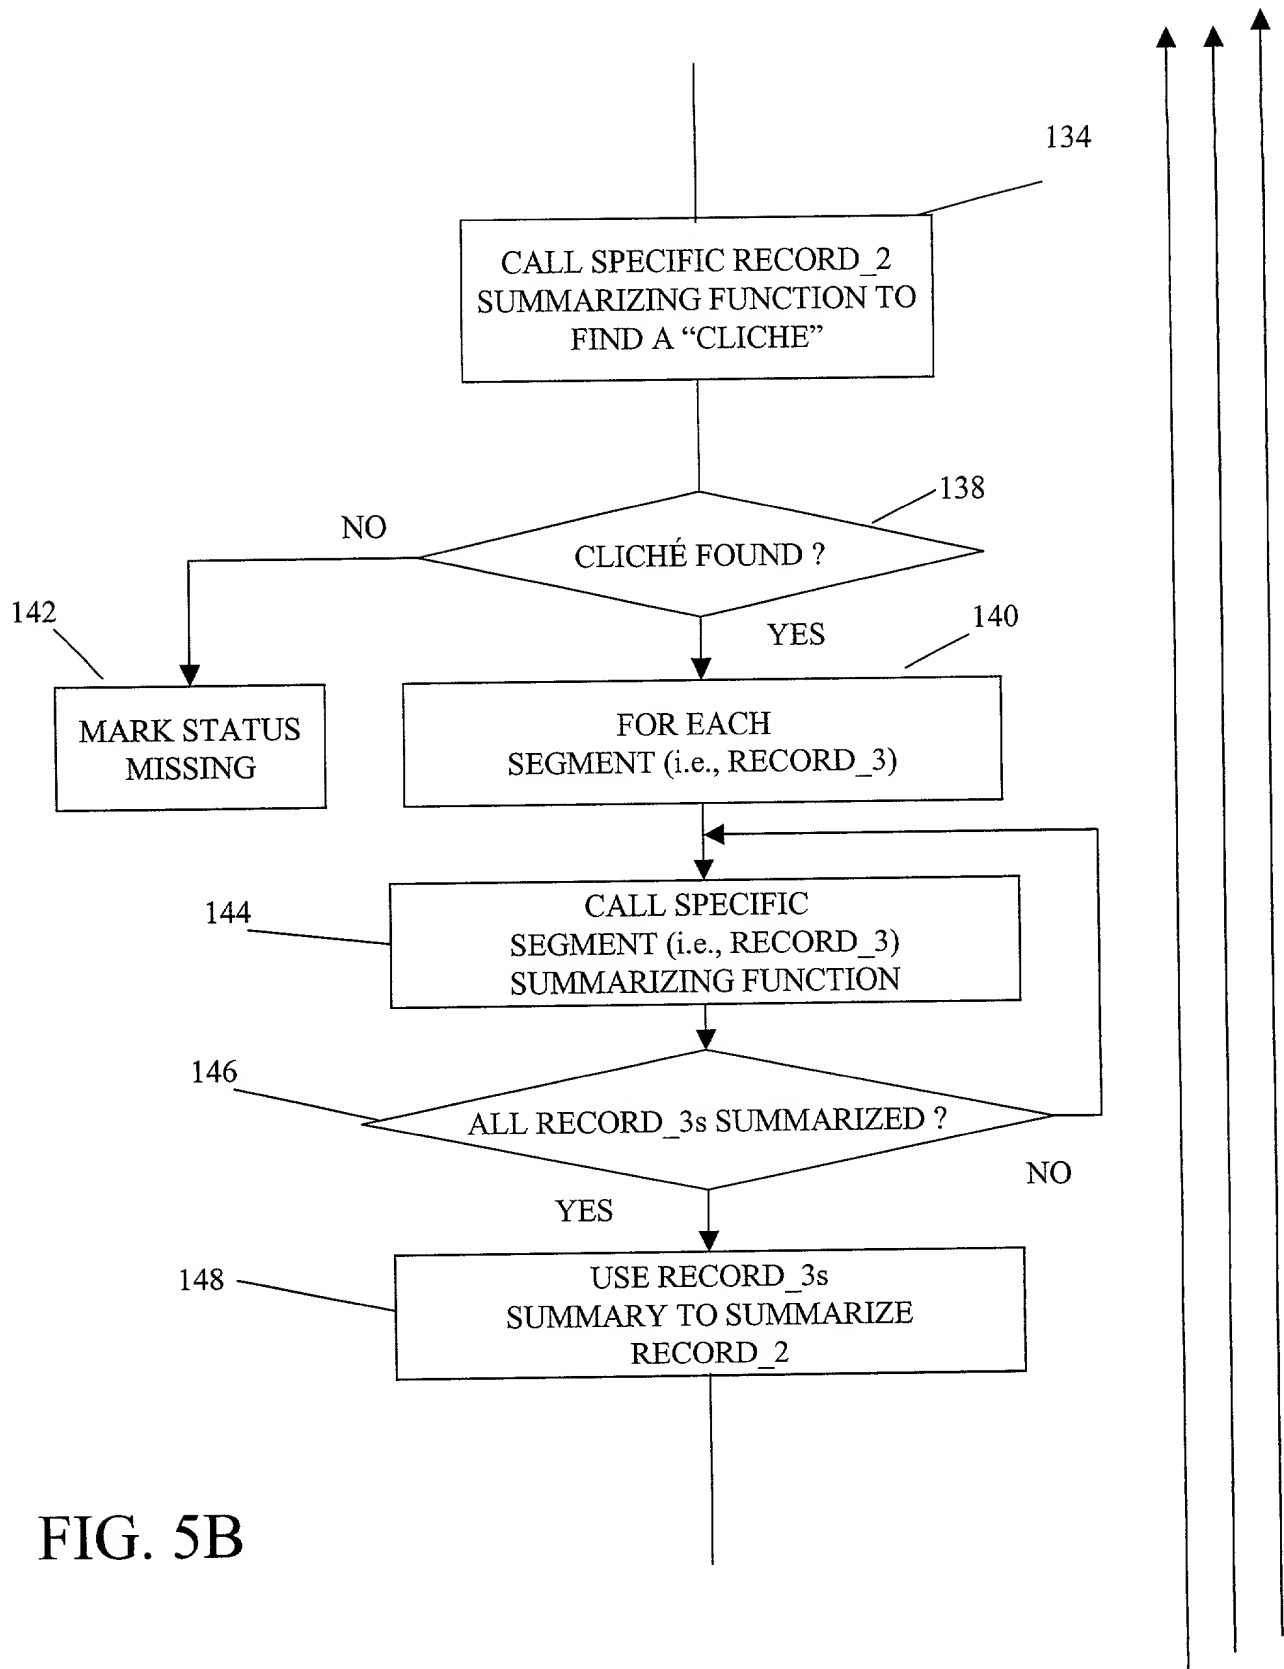 134
CALL SPECIFIC RECORD_2
SUMMARIZING FUNCTION TO
FIND A “CLICHE”
138
NO
CLICHÉ FOUND ?
142
YES
140
MARK STATUS
MISSING
FOR EACH
SEGMENT (i.e., RECORD_3)
144
CALL SPECIFIC
SEGMENT (i.e., RECORD_3)
SUMMARIZING FUNCTION
146
ALL RECORD_3s SUMMARIZED ?
NO
YES
148
USE RECORD_3s
SUMMARY TO SUMMARIZE
RECORD_2
FIG. 5B